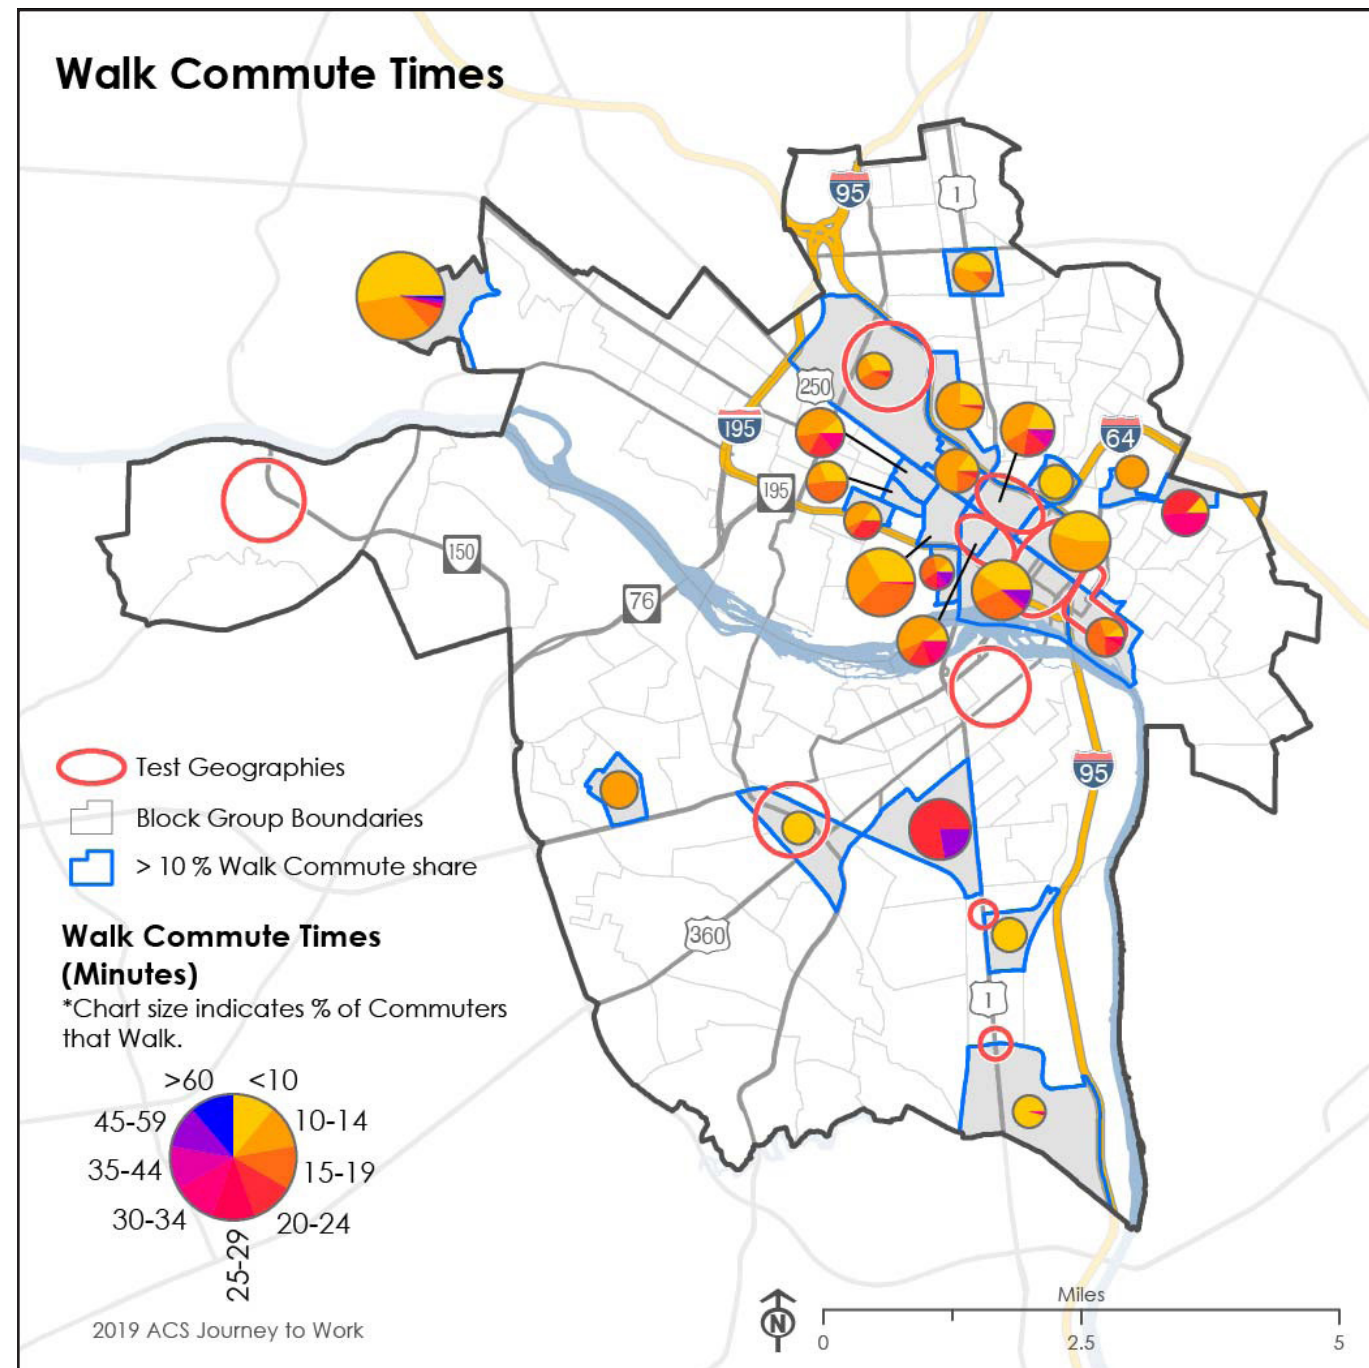 Walk Commute Times
95
1
250
195
64
195
150
76
95
Test Geographies
Block Group Boundaries
> 10 % Walk Commute share
360
Walk Commute Times
(Minutes)
*Chart size indicates % of Commuters
that Walk.
1
>60
<10
45-59
10-14
35-44
15-19
30-34
20-24
25-29
2019 ACS Journey to Work
N
Miles
0
2.5
5